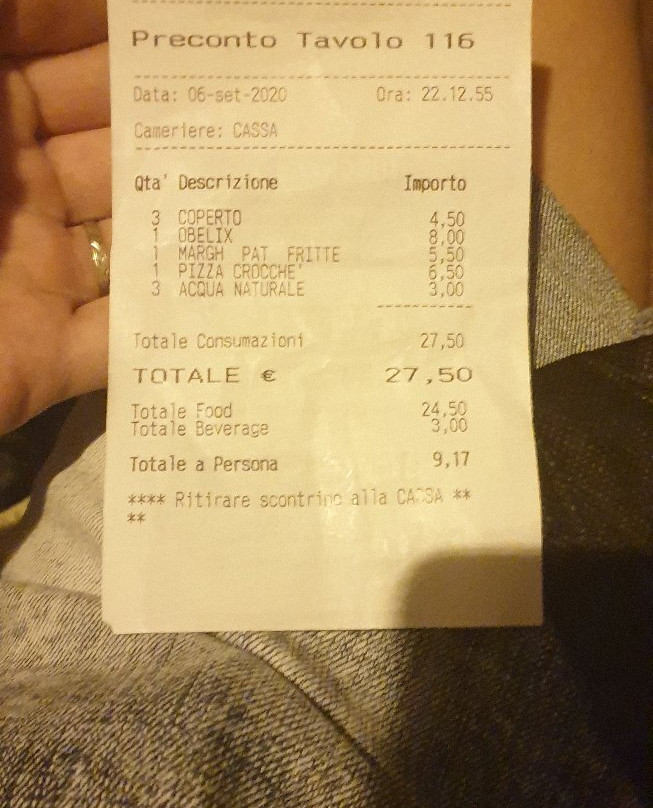 Preconto Tavolo 116
Data: 06-set-2020 Ora: 22.12.55
Cameriere: CASSA
Qta' Descrizione Importo
3 COPERTO 4,50
1 OBELIX 8,00
1 MARGH PAT FRITTE 5,50
1 PIZZA CROCCHE' 6,50
3 ACQUA NATURALE 3,00
Totale Consumazioni 27,50
TOTALE € 27,50
Totale Food 24,50
Totale Beverage 3,00
Totale a Persona 9,17
**** Ritirare scontrino alla CASSA **
**